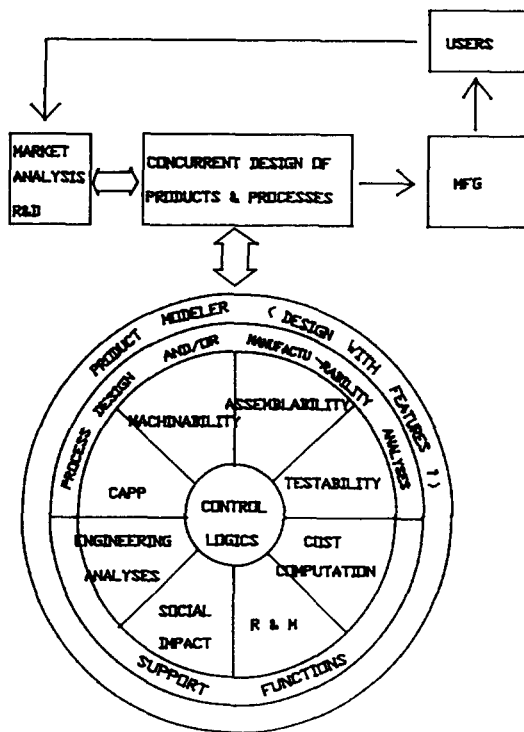 USERS
MARKET
ANALYSIS
R&D
CONCURRENT DESIGN OF
PRODUCTS & PROCESSES
MFG
PRODUCT MODELER ( DESIGN WITH FEATURES ? )
PROCESS DESIGN AND/OR MANUFACTU -RABILITY ANALYSES
MACHINABILITY
ASSEMBLABILITY
CAPP
TESTABILITY
CONTROL
LOGICS
ENGINEERING
ANALYSES
COST
COMPUTATION
SOCIAL
IMPACT
R & M
SUPPORT FUNCTIONS